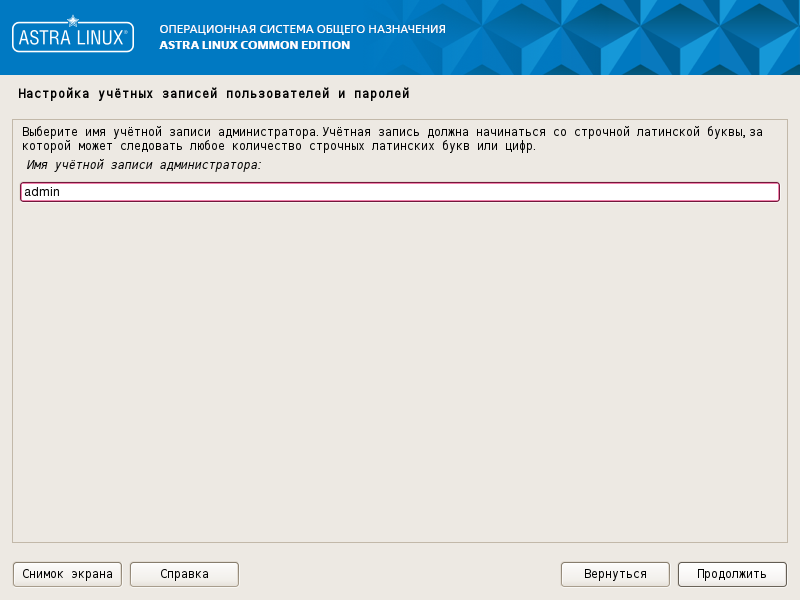 ASTRA LINUX®
ОПЕРАЦИОННАЯ СИСТЕМА ОБЩЕГО НАЗНАЧЕНИЯ
ASTRA LINUX COMMON EDITION
Настройка учётных записей пользователей и паролей
Выберите имя учётной записи администратора. Учётная запись должна начинаться со строчной латинской буквы, за
которой может следовать любое количество строчных латинских букв или цифр.
Имя учётной записи администратора:
admin
Снимок экрана
Справка
Вернуться
Продолжить